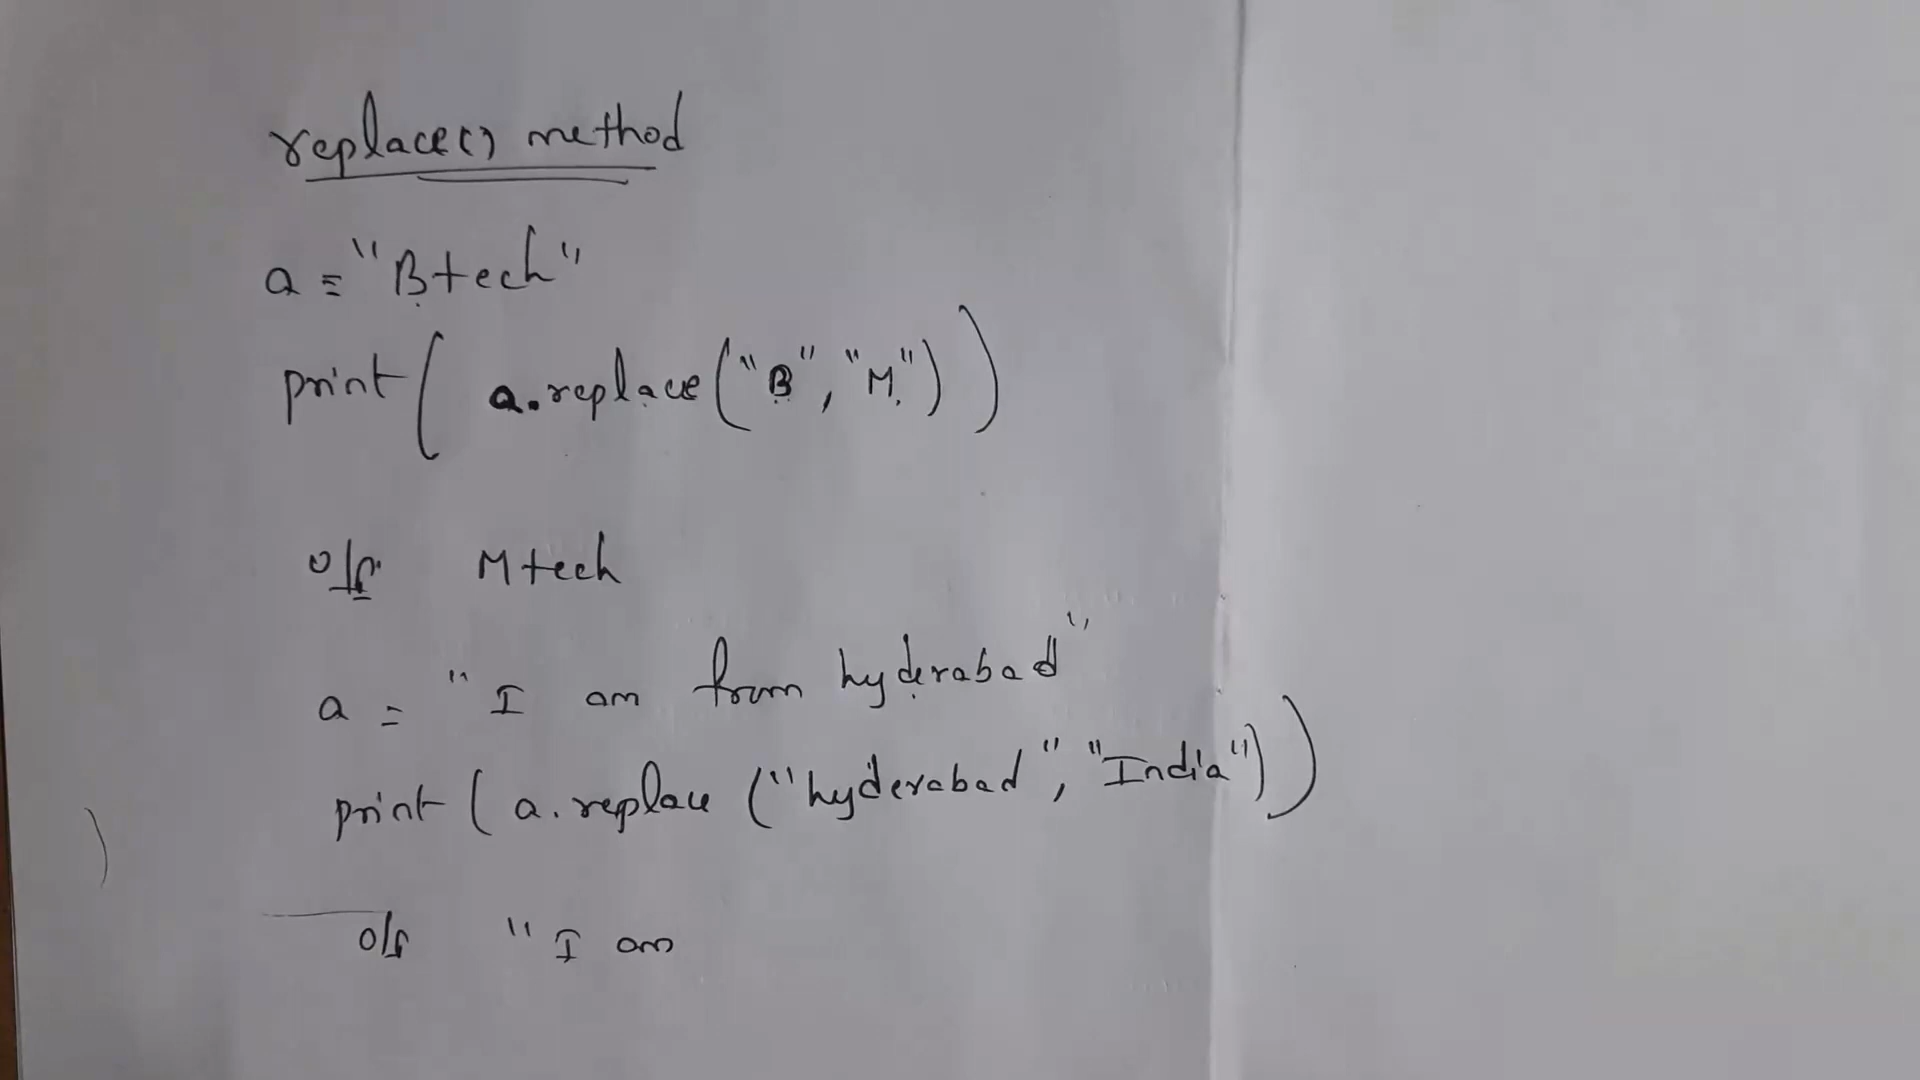 replace() method
a = "Btech"
print( a.replace("B", "M"))
o/p Mtech
a = "I am from hyderabad"
print( a.replace ("hyderabad", "India"))
)
o/p "I am